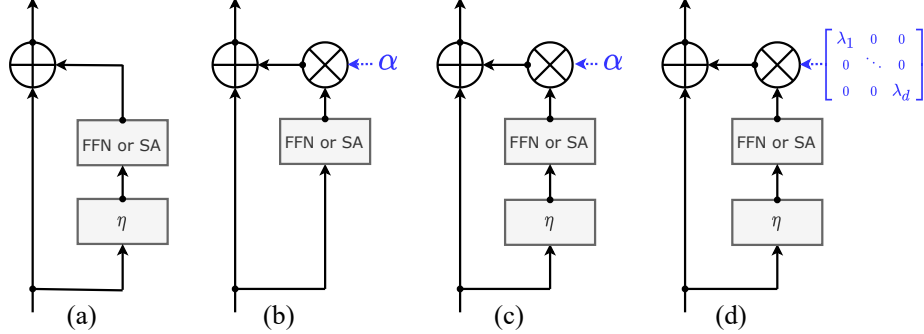 α
α
λ₁ 0 0
0 ⋱ 0
0 0 λ_d
FFN or SA
FFN or SA
FFN or SA
FFN or SA
η
η
η
(a)
(b)
(c)
(d)